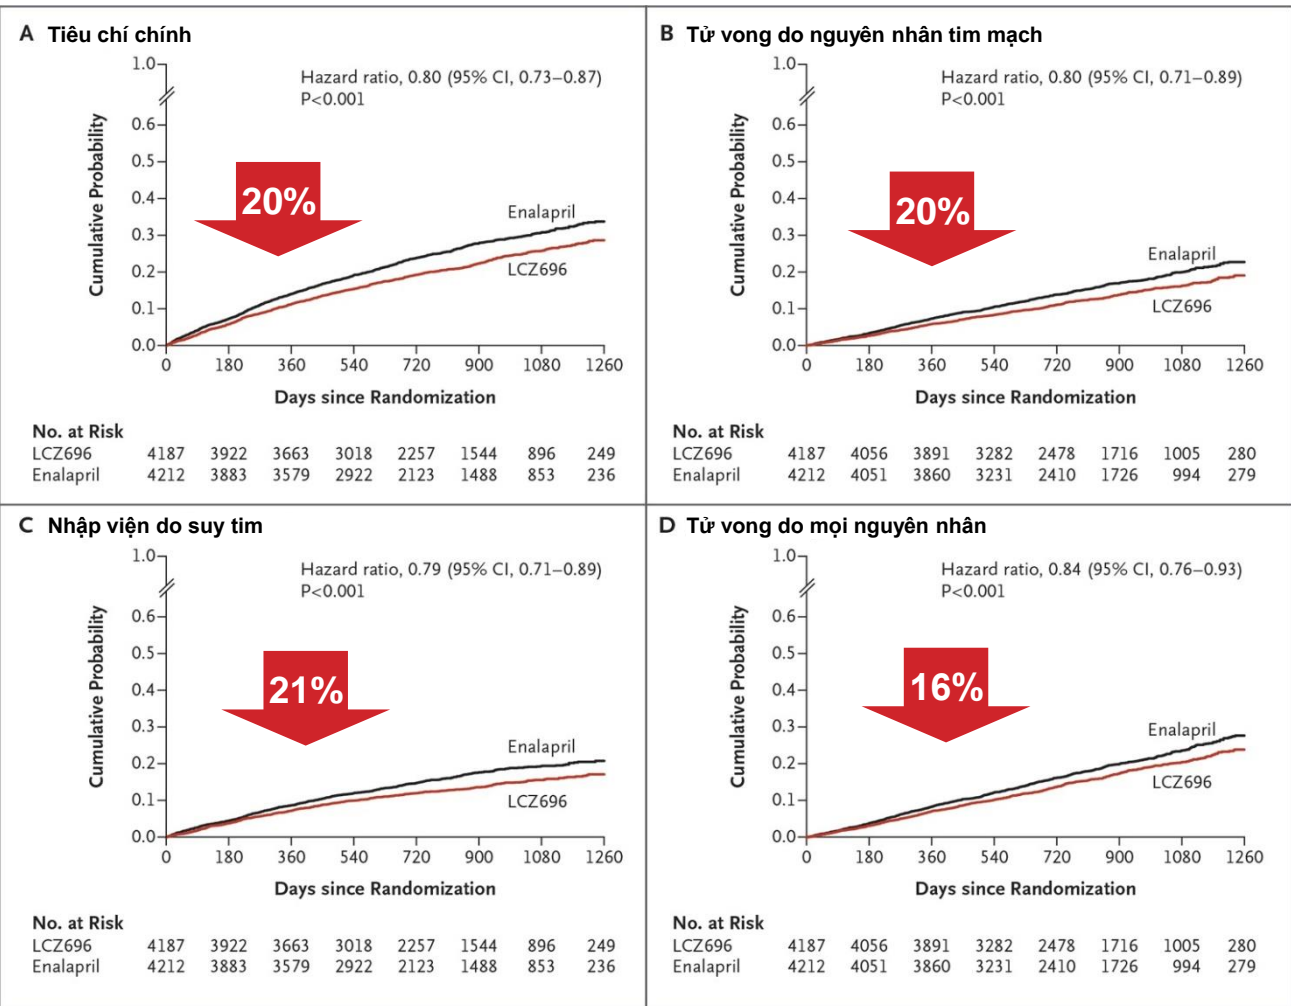 A Tiêu chí chính
Hazard ratio, 0.80 (95% CI, 0.73–0.87)
P<0.001
Cumulative Probability
1.0
0.6
0.5
0.4
0.3
0.2
0.1
0.0
20%
Enalapril
LCZ696
0 180 360 540 720 900 1080 1260
Days since Randomization
No. at Risk
LCZ696 4187 3922 3663 3018 2257 1544 896 249
Enalapril 4212 3883 3579 2922 2123 1488 853 236
B Tử vong do nguyên nhân tim mạch
Hazard ratio, 0.80 (95% CI, 0.71–0.89)
P<0.001
Cumulative Probability
1.0
0.6
0.5
0.4
0.3
0.2
0.1
0.0
20%
Enalapril
LCZ696
0 180 360 540 720 900 1080 1260
Days since Randomization
No. at Risk
LCZ696 4187 4056 3891 3282 2478 1716 1005 280
Enalapril 4212 4051 3860 3231 2410 1726 994 279
C Nhập viện do suy tim
Hazard ratio, 0.79 (95% CI, 0.71–0.89)
P<0.001
Cumulative Probability
1.0
0.6
0.5
0.4
0.3
0.2
0.1
0.0
21%
Enalapril
LCZ696
0 180 360 540 720 900 1080 1260
Days since Randomization
No. at Risk
LCZ696 4187 3922 3663 3018 2257 1544 896 249
Enalapril 4212 3883 3579 2922 2123 1488 853 236
D Tử vong do mọi nguyên nhân
Hazard ratio, 0.84 (95% CI, 0.76–0.93)
P<0.001
Cumulative Probability
1.0
0.6
0.5
0.4
0.3
0.2
0.1
0.0
16%
Enalapril
LCZ696
0 180 360 540 720 900 1080 1260
Days since Randomization
No. at Risk
LCZ696 4187 4056 3891 3282 2478 1716 1005 280
Enalapril 4212 4051 3860 3231 2410 1726 994 279